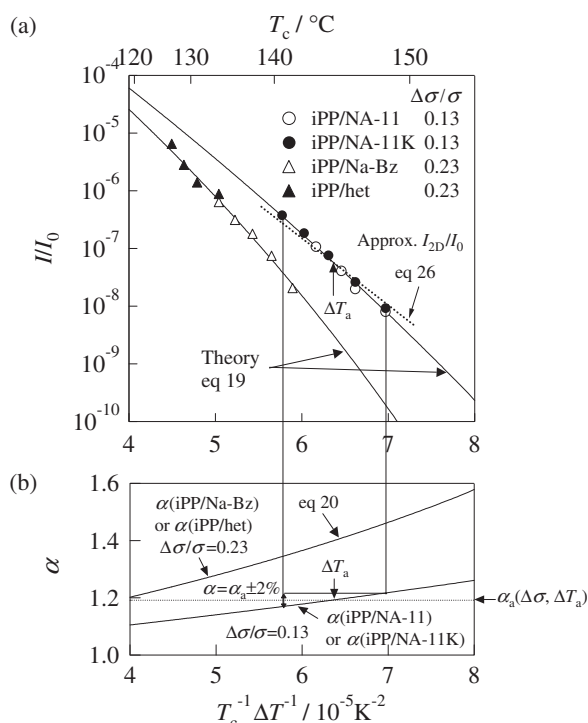 (a)
T_c / °C
120 130 140 150
10^-4
10^-5
10^-6
10^-7
10^-8
10^-9
10^-10
I/I_0
Δσ/σ
○ iPP/NA-11 0.13
● iPP/NA-11K 0.13
△ iPP/Na-Bz 0.23
▲ iPP/het 0.23
Approx. I_2D/I_0
eq 26
ΔT_a
Theory
eq 19
4 5 6 7 8
(b)
1.6
1.4
1.2
1.0
α
α(iPP/Na-Bz)
or α(iPP/het)
Δσ/σ=0.23
eq 20
ΔT_a
α=α_a±2%
α_a(Δσ, ΔT_a)
α(iPP/NA-11)
or α(iPP/NA-11K)
Δσ/σ=0.13
4 5 6 7 8
T_c^-1 ΔT^-1 / 10^-5K^-2